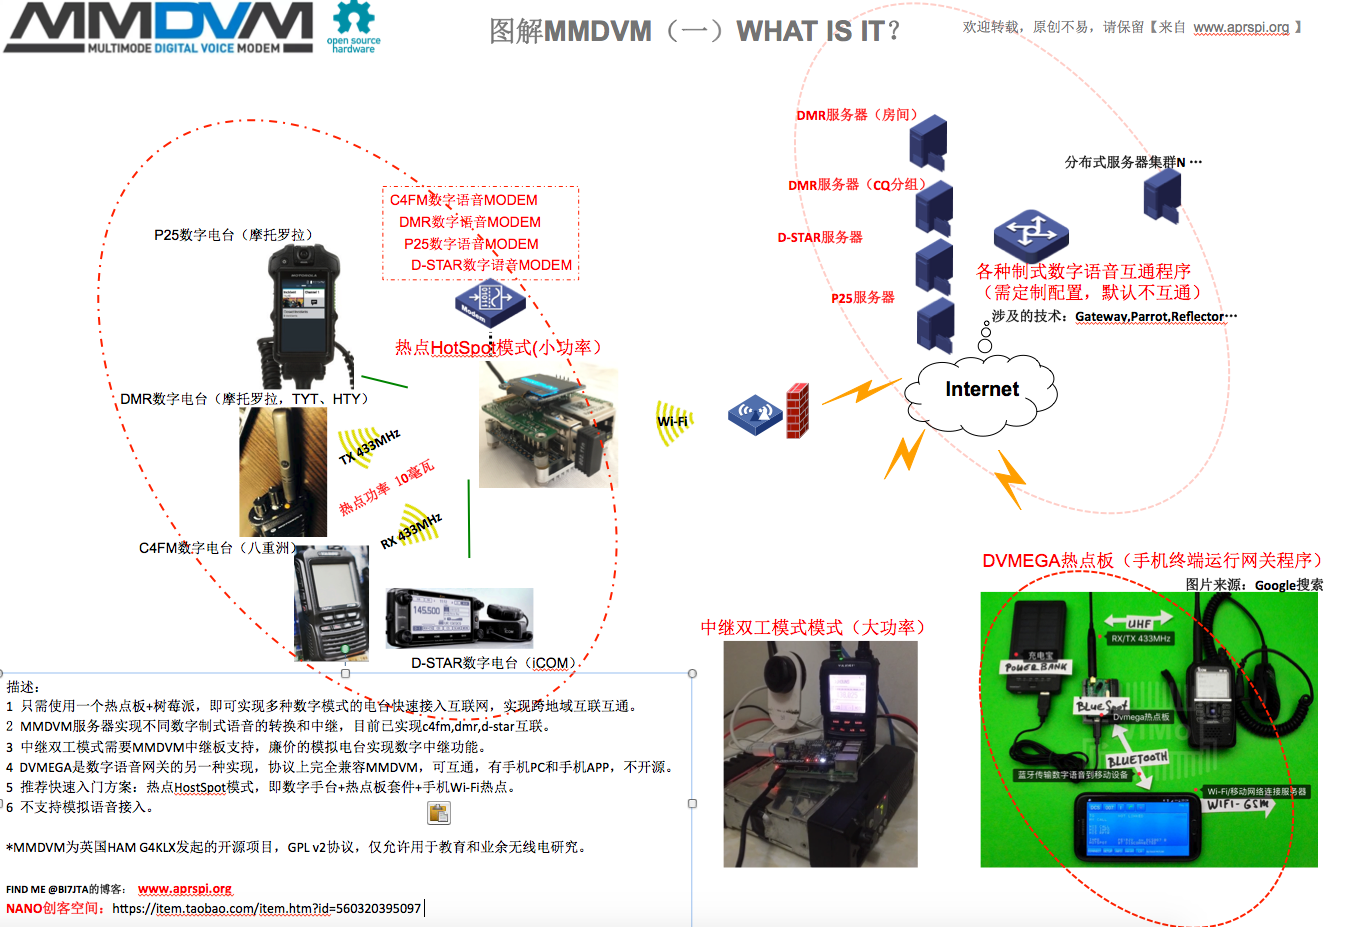 MMDVM
MULTIMODE DIGITAL VOICE MODEM
open source
hardware
图解MMDVM（一）WHAT IS IT？
欢迎转载，原创不易，请保留【来自 www.aprspi.org 】
DMR服务器（房间）
分布式服务器集群N …
DMR服务器（CQ分组）
D-STAR服务器
P25服务器
各种制式数字语音互通程序
（需定制配置，默认不互通）
涉及的技术：Gateway,Parrot,Reflector…
Internet
C4FM数字语音MODEM
DMR数字语音MODEM
P25数字语音MODEM
D-STAR数字语音MODEM
Modem
P25数字电台（摩托罗拉）
热点HotSpot模式(小功率）
DMR数字电台（摩托罗拉，TYT、HTY）
TX 433MHz
热点功率 10毫瓦
RX 433MHz
Wi-Fi
C4FM数字电台（八重洲）
145.500
D-STAR数字电台（iCOM）
中继双工模式模式（大功率）
DVMEGA热点板（手机终端运行网关程序）
图片来源：Google搜索
UHF
RX/TX 433MHz
充电宝
POWERBANK
BLUESPOT
Dvmega热点板
BLUETOOTH
蓝牙传输数字语音到移动设备
Wi-Fi/移动网络连接服务器
WIFI-GSM
描述：
1 只需使用一个热点板+树莓派，即可实现多种数字模式的电台快速接入互联网，实现跨地域互联互通。
2 MMDVM服务器实现不同数字制式语音的转换和中继，目前已实现c4fm,dmr,d-star互联。
3 中继双工模式需要MMDVM中继板支持，廉价的模拟电台实现数字中继功能。
4 DVMEGA是数字语音网关的另一种实现，协议上完全兼容MMDVM，可互通，有手机PC和手机APP，不开源。
5 推荐快速入门方案：热点HostSpot模式，即数字手台+热点板套件+手机Wi-Fi热点。
6 不支持模拟语音接入。
*MMDVM为英国HAM G4KLX发起的开源项目，GPL v2协议，仅允许用于教育和业余无线电研究。
FIND ME @BI7JTA的博客： www.aprspi.org
NANO创客空间：https://item.taobao.com/item.htm?id=560320395097